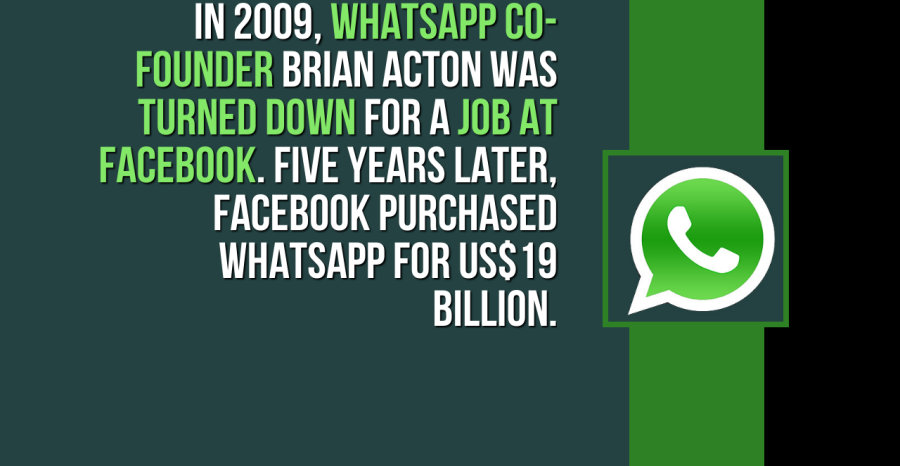 IN 2009, WHATSAPP CO-
FOUNDER BRIAN ACTON WAS
TURNED DOWN FOR A JOB AT
FACEBOOK. FIVE YEARS LATER,
FACEBOOK PURCHASED
WHATSAPP FOR US$19
BILLION.